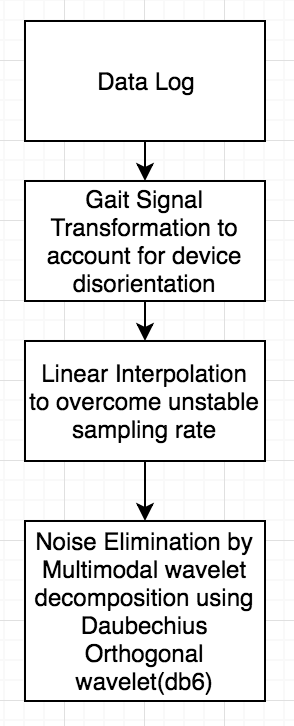 Data Log
Gait Signal
Transformation to
account for device
disorientation
Linear Interpolation
to overcome unstable
sampling rate
Noise Elimination by
Multimodal wavelet
decomposition using
Daubechius
Orthogonal
wavelet(db6)